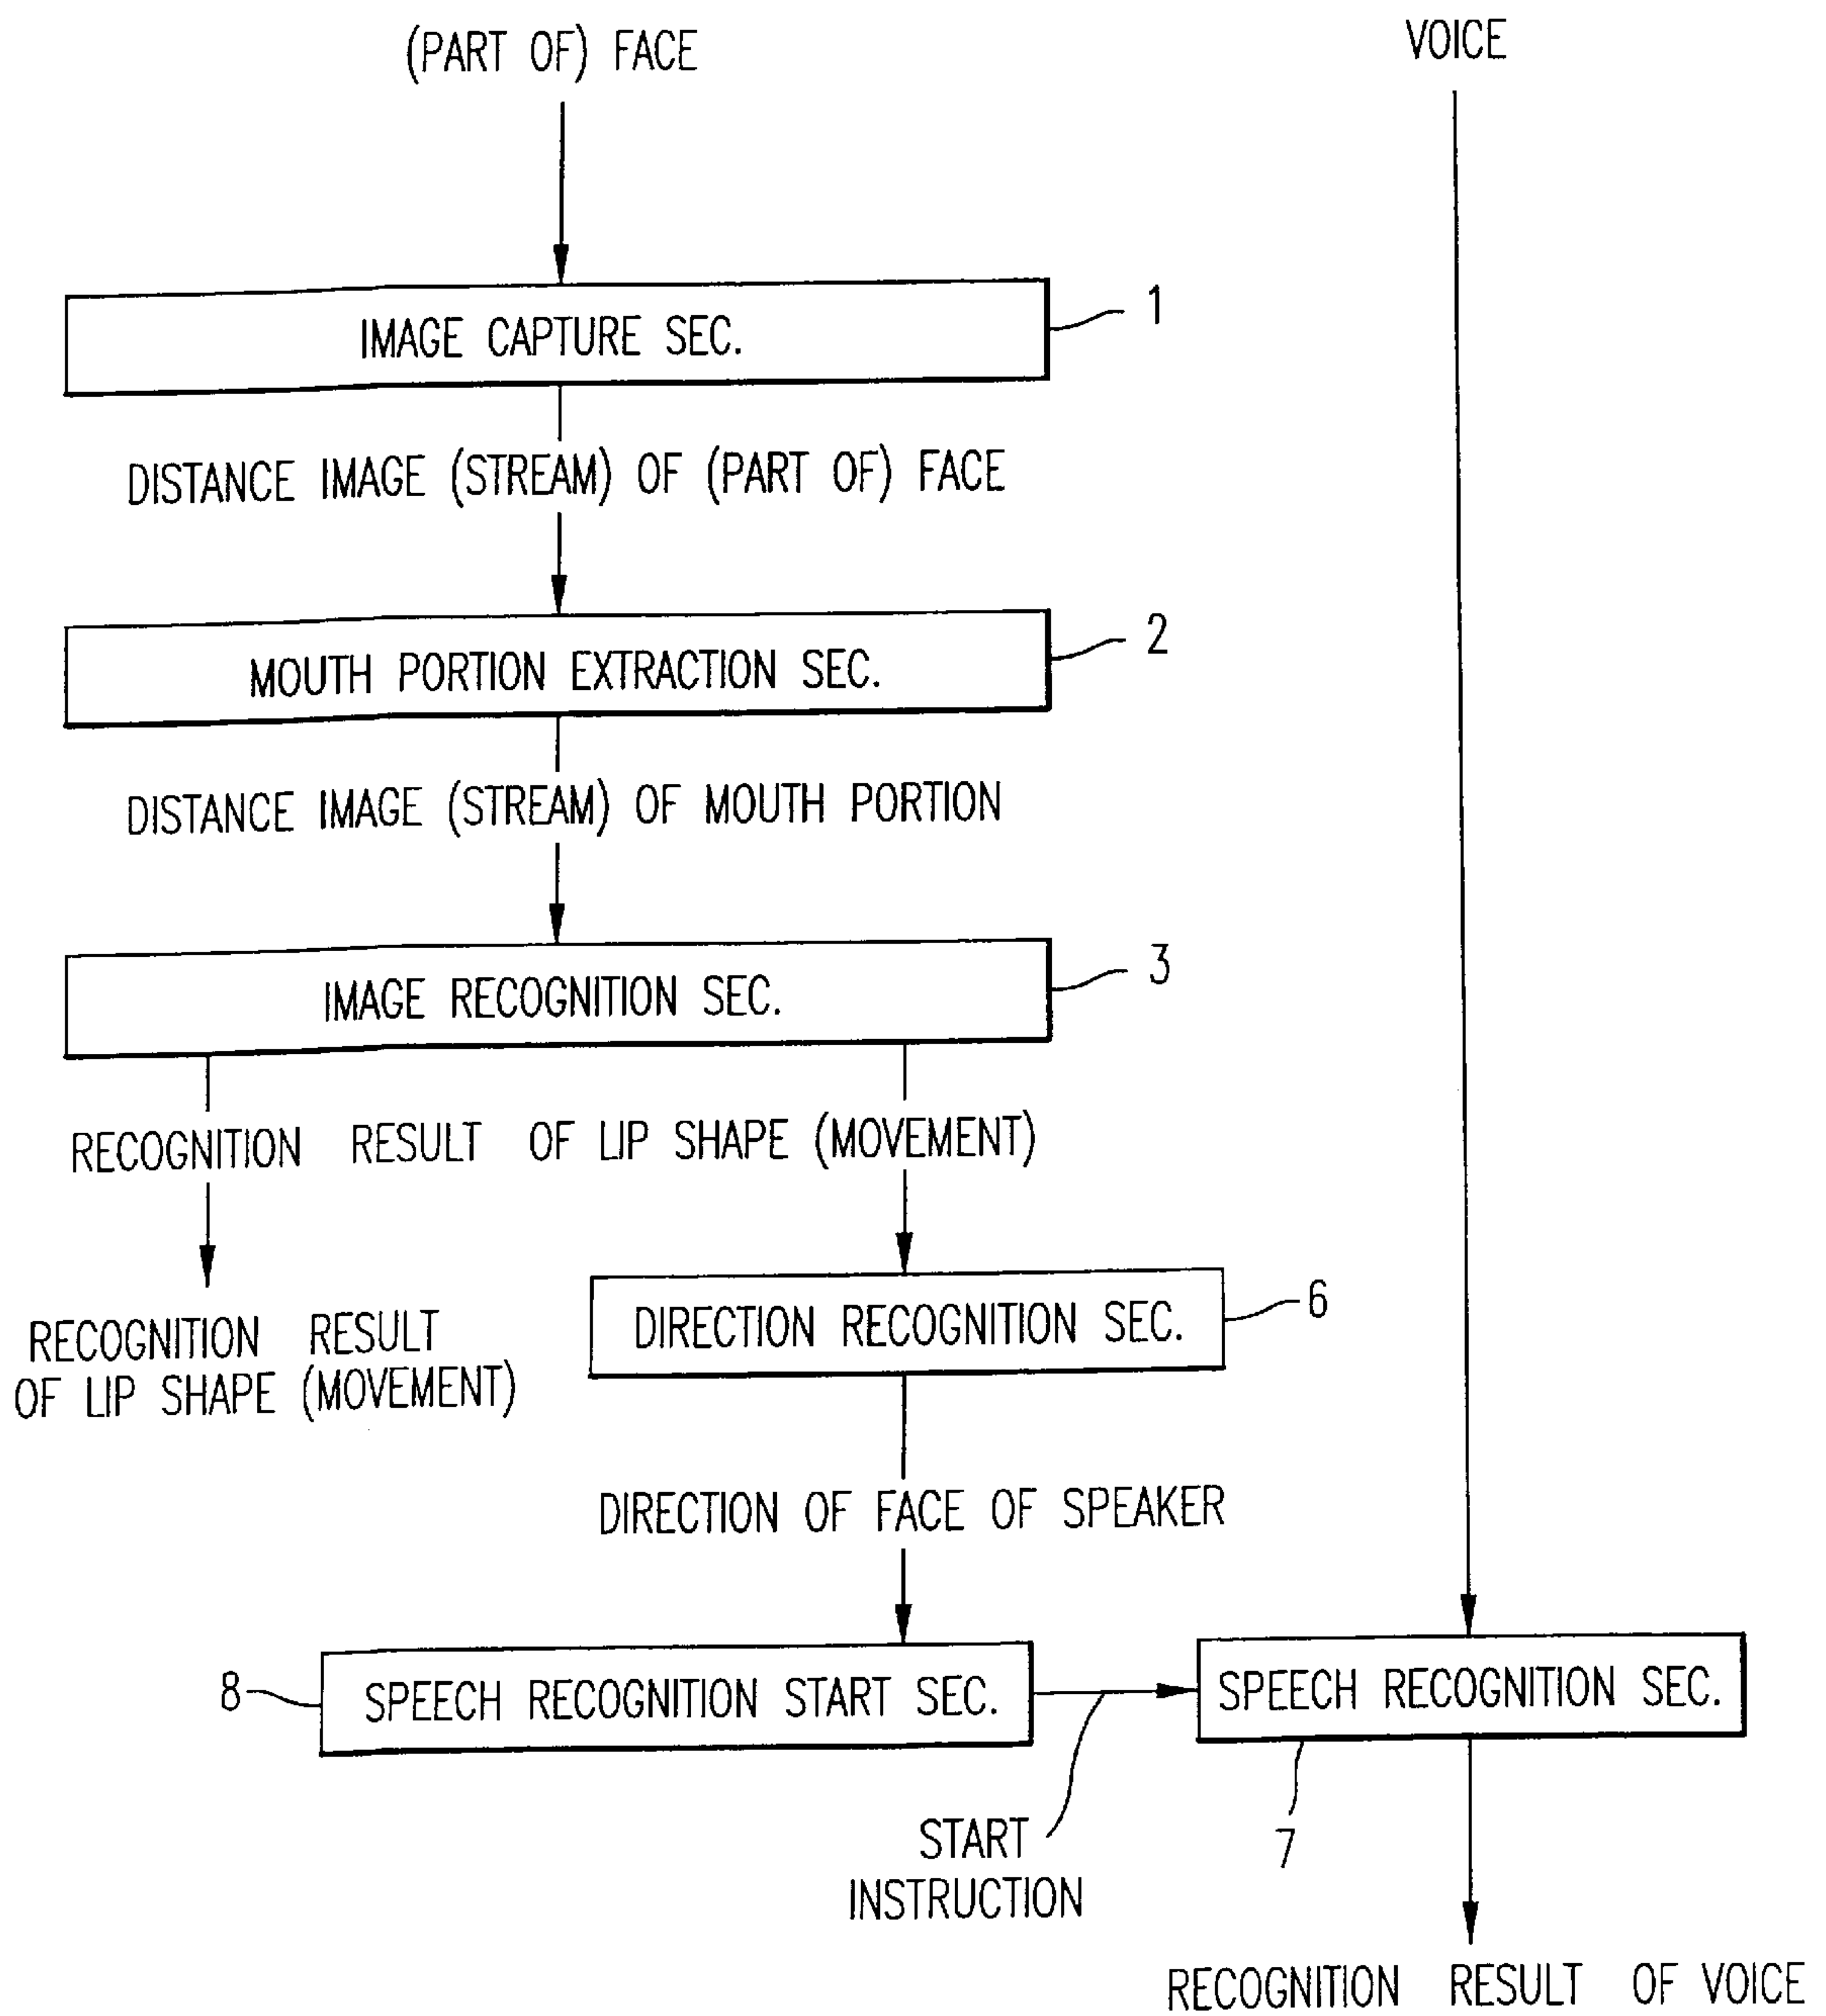 (PART OF) FACE
VOICE
IMAGE CAPTURE SEC.
1
DISTANCE IMAGE (STREAM) OF (PART OF) FACE
MOUTH PORTION EXTRACTION SEC.
2
DISTANCE IMAGE (STREAM) OF MOUTH PORTION
IMAGE RECOGNITION SEC.
3
RECOGNITION RESULT OF LIP SHAPE (MOVEMENT)
RECOGNITION RESULT
OF LIP SHAPE (MOVEMENT)
DIRECTION RECOGNITION SEC.
6
DIRECTION OF FACE OF SPEAKER
8
SPEECH RECOGNITION START SEC.
SPEECH RECOGNITION SEC.
START
INSTRUCTION
7
RECOGNITION RESULT OF VOICE